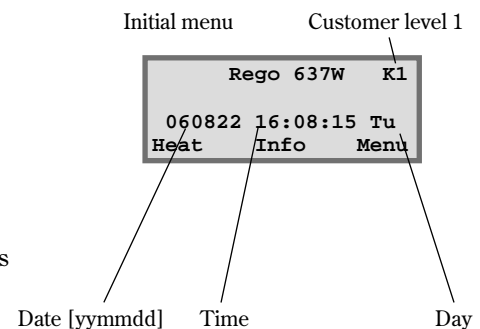 Initial menu Customer level 1
Rego 637W K1
060822 16:08:15 Tu
Heat Info Menu
s
Date [yymmdd] Time Day